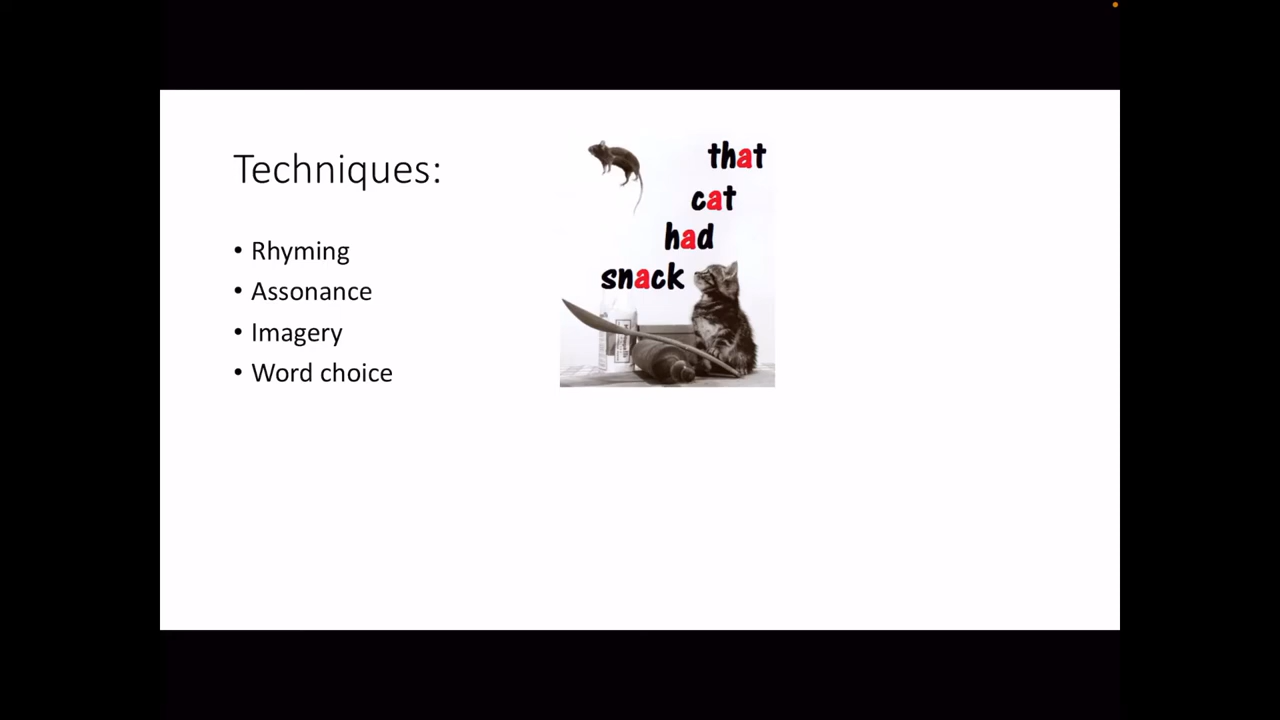 Techniques:
• Rhyming
• Assonance
• Imagery
• Word choice
that
cat
had
snack